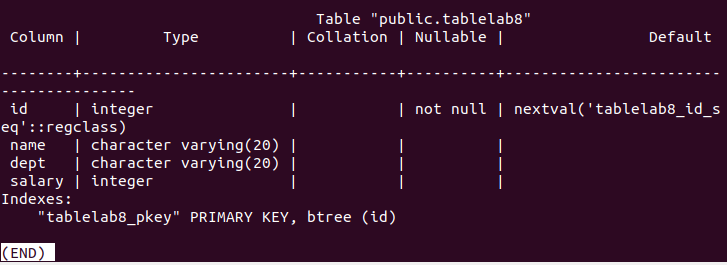 Table "public.tablelab8"
 Column |         Type          | Collation | Nullable |                 Default
--------+-----------------------+-----------+----------+--------------------------
---------------
 id     | integer               |           | not null | nextval('tablelab8_id_s
eq'::regclass)
 name   | character varying(20) |           |          |
 dept   | character varying(20) |           |          |
 salary | integer               |           |          |
Indexes:
    "tablelab8_pkey" PRIMARY KEY, btree (id)
(END)